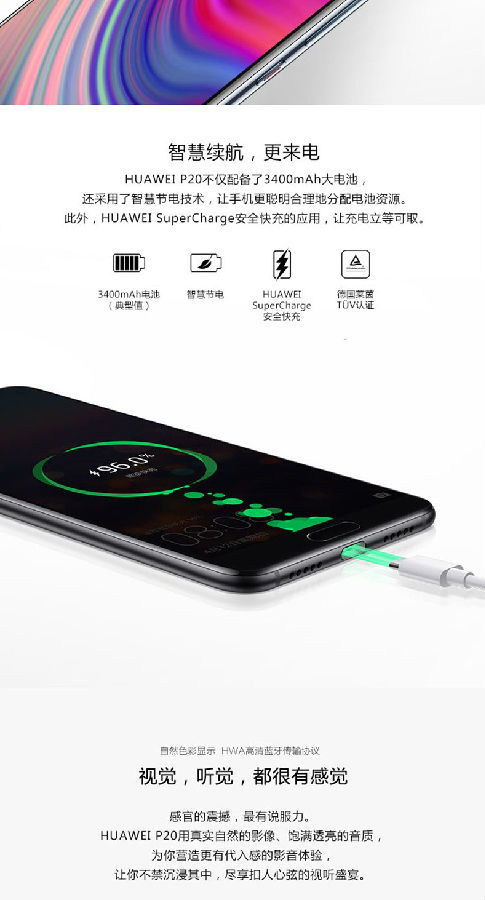 智慧续航，更来电
HUAWEI P20不仅配备了3400mAh大电池，
还采用了智慧节电技术，让手机更聪明合理地分配电池资源。
此外，HUAWEI SuperCharge安全快充的应用，让充电立等可取。
3400mAh电池
（典型值）
智慧节电
HUAWEI
SuperCharge
安全快充
德国莱茵
TÜV认证
96.0%
08:0
自然色彩显示 HWA高清蓝牙传输协议
视觉，听觉，都很有感觉
感官的震撼，最有说服力。
HUAWEI P20用真实自然的影像、饱满透亮的音质，
为你营造更有代入感的影音体验，
让你不禁沉浸其中，尽享扣人心弦的视听盛宴。